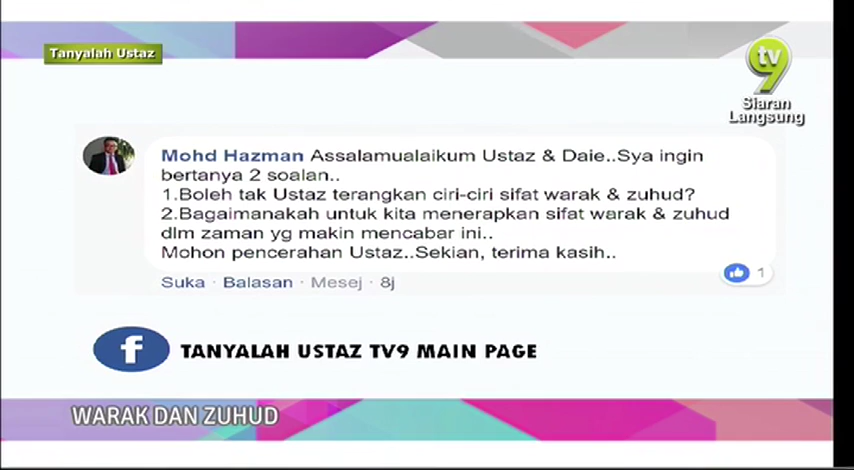 Tanyalah Ustaz
tv
9
Siaran
Langsung
Mohd Hazman Assalamualaikum Ustaz & Daie..Sya ingin
bertanya 2 soalan..
1.Boleh tak Ustaz terangkan ciri-ciri sifat warak & zuhud?
2.Bagaimanakah untuk kita menerapkan sifat warak & zuhud
dlm zaman yg makin mencabar ini..
Mohon pencerahan Ustaz..Sekian, terima kasih..
1
Suka · Balasan · Mesej · 8j
f TANYALAH USTAZ TV9 MAIN PAGE
WARAK DAN ZUHUD